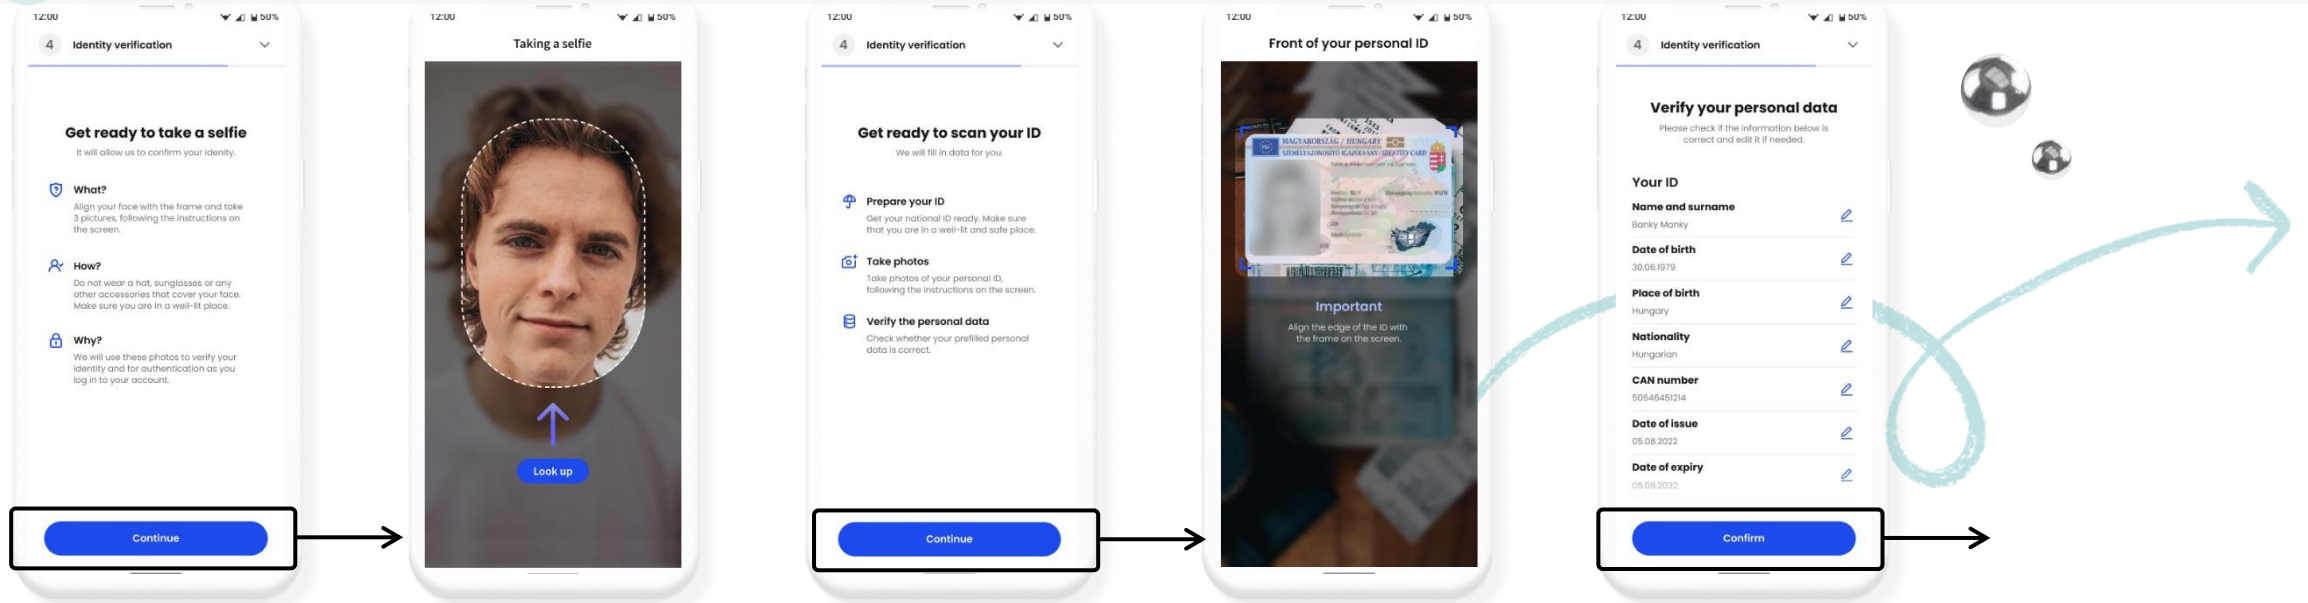 12:00
50%
4 Identity verification
Get ready to take a selfie
It will allow us to confirm your idenity.
What?
Align your face with the frame and take
3 pictures, following the instructions on
the screen.
How?
Do not wear a hat, sunglasses or any
other accessories that cover your face.
Make sure you are in a well-lit place.
Why?
We will use these photos to verify your
identity and for authentication as you
log in to your account.
Continue
12:00
50%
Taking a selfie
Look up
12:00
50%
4 Identity verification
Get ready to scan your ID
We will fill in data for you.
Prepare your ID
Get your national ID ready. Make sure
that you are in a well-lit and safe place.
Take photos
Take photos of your personal ID,
following the instructions on the screen.
Verify the personal data
Check whether your prefilled personal
data is correct.
Continue
12:00
50%
Front of your personal ID
MAGYARORSZÁG / HUNGARY
SZEMÉLYAZONOSÍTÓ IGAZOLVÁNY / IDENTITY CARD
Important
Align the edge of the ID with
the frame on the screen.
12:00
50%
4 Identity verification
Verify your personal data
Please check if the information below is
correct and edit it if needed.
Your ID
Name and surname
Banky Manky
Date of birth
30.06.1979
Place of birth
Hungary
Nationality
Hungarian
CAN number
50646451214
Date of issue
05.08.2022
Date of expiry
05.08.2032
Confirm